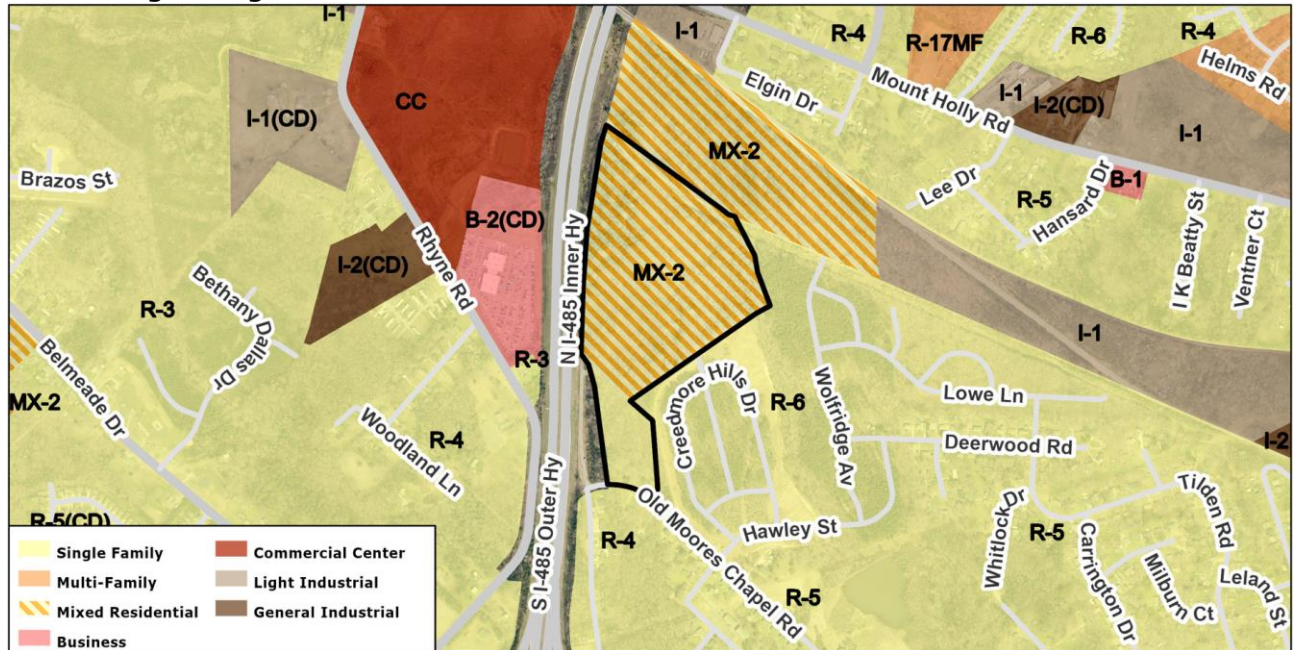 I-1
I-1
R-4
R-17MF
R-6
R-4
Helms Rd
Elgin Dr
Mount Holly Rd
I-1
I-2(CD)
I-1
CC
I-1(CD)
MX-2
Brazos St
Lee Dr
R-5
Hansard Dr
B-1
I K Beatty St
Ventner Ct
B-2(CD)
Rhyne Rd
I-2(CD)
N I-485 Inner Hy
MX-2
R-3
Bethany Dallas Dr
I-1
R-3
Belmeade Dr
MX-2
Creedmore Hills Dr
R-6
Wolfridge Av
Lowe Ln
Woodland Ln
R-4
Deerwood Rd
I-2
S I-485 Outer Hy
Old Moores Chapel Rd
Hawley St
Whitlock Dr
R-5
Tilden Rd
R-5(CD)
R-4
R-5
Carrington Dr
Milburn Ct
Leland St
Single Family
Multi-Family
Mixed Residential
Business
Commercial Center
Light Industrial
General Industrial